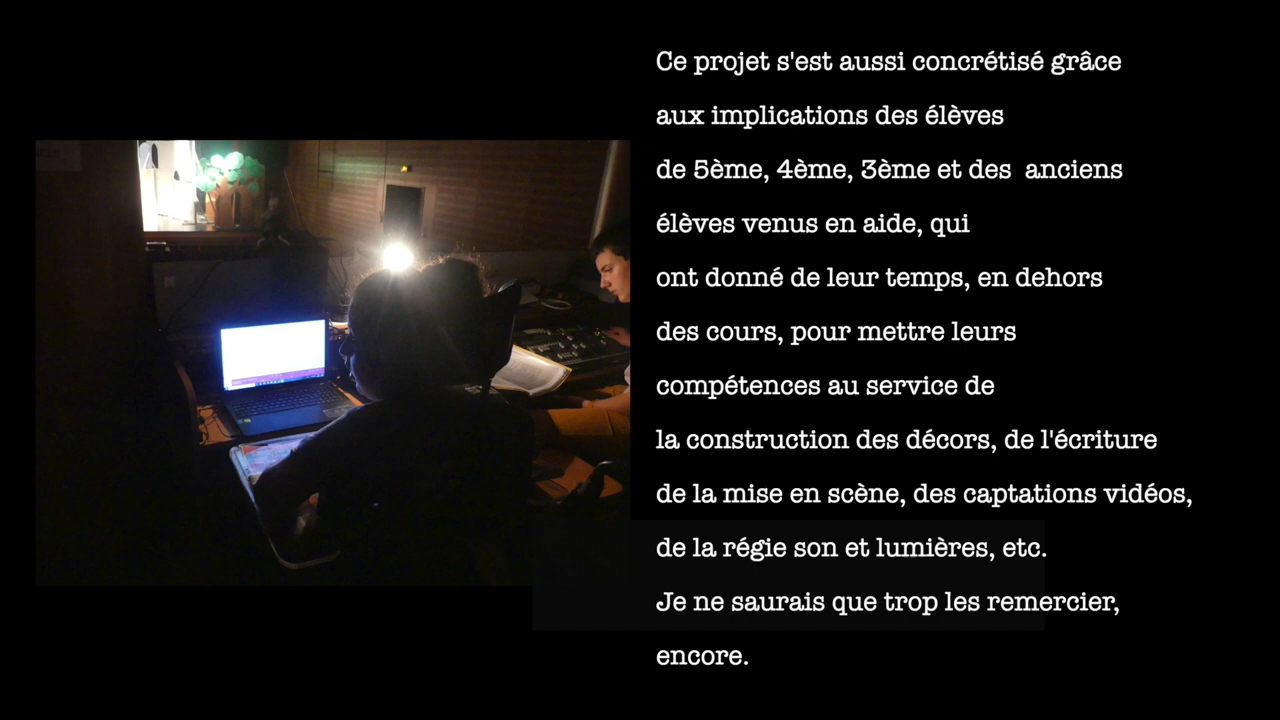 Ce projet s'est aussi concrétisé grâce
aux implications des élèves
de 5ème, 4ème, 3ème et des  anciens
élèves venus en aide, qui
ont donné de leur temps, en dehors
des cours, pour mettre leurs
compétences au service de
la construction des décors, de l'écriture
de la mise en scène, des captations vidéos,
de la régie son et lumières, etc.
Je ne saurais que trop les remercier,
encore.